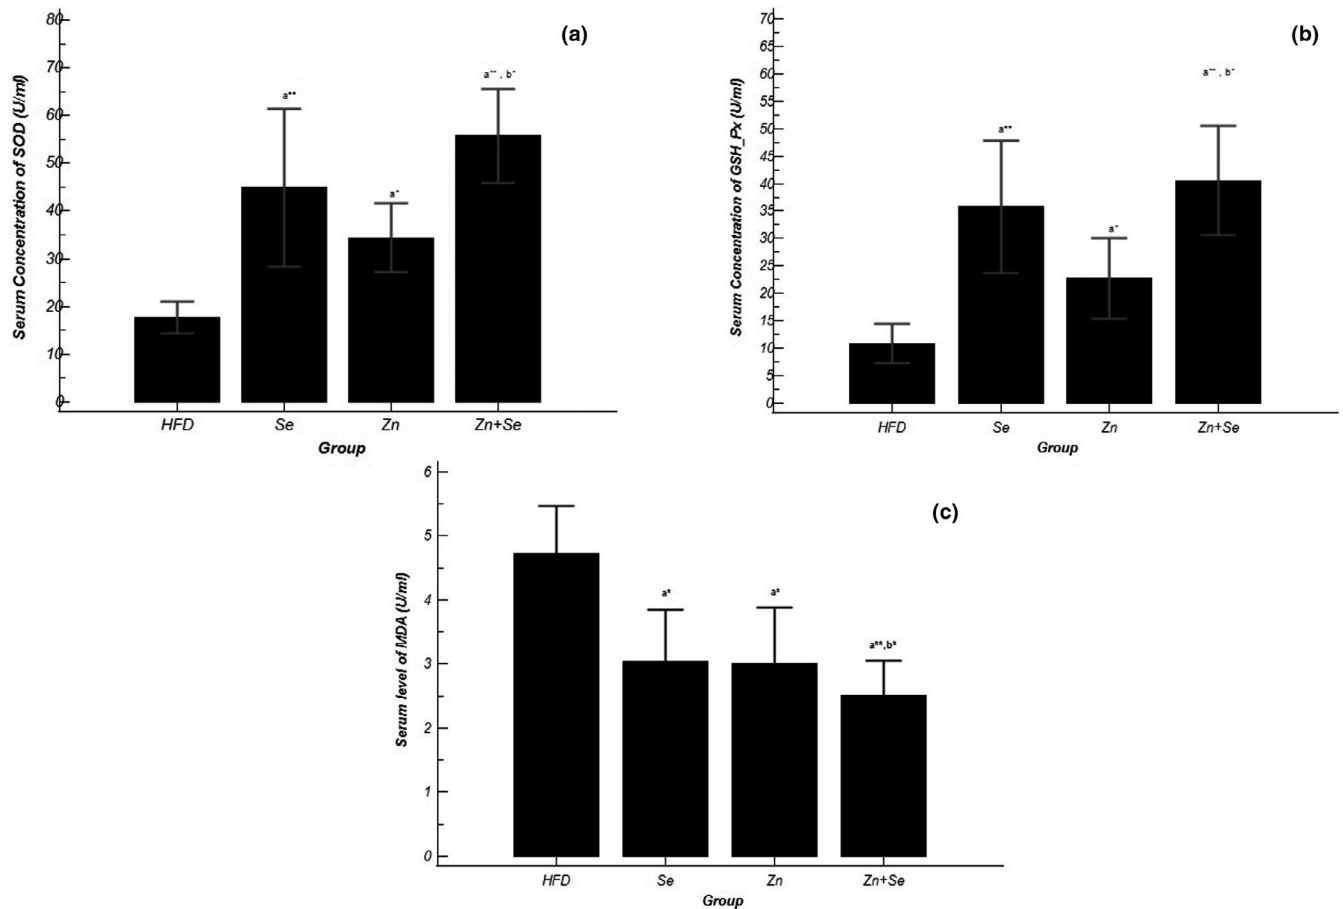 (a)
Serum Concentration of SOD (U/ml)
80
70
60
50
40
30
20
10
0
a**
a*
a**, b*
HFD Se Zn Zn+Se
Group
(b)
Serum Concentration of GSH_Px (U/ml)
70
65
60
55
50
45
40
35
30
25
20
15
10
5
0
a**
a*
a**, b*
HFD Se Zn Zn+Se
Group
(c)
Serum level of MDA (U/ml)
6
5
4
3
2
1
0
a*
a*
a**,b*
HFD Se Zn Zn+Se
Group